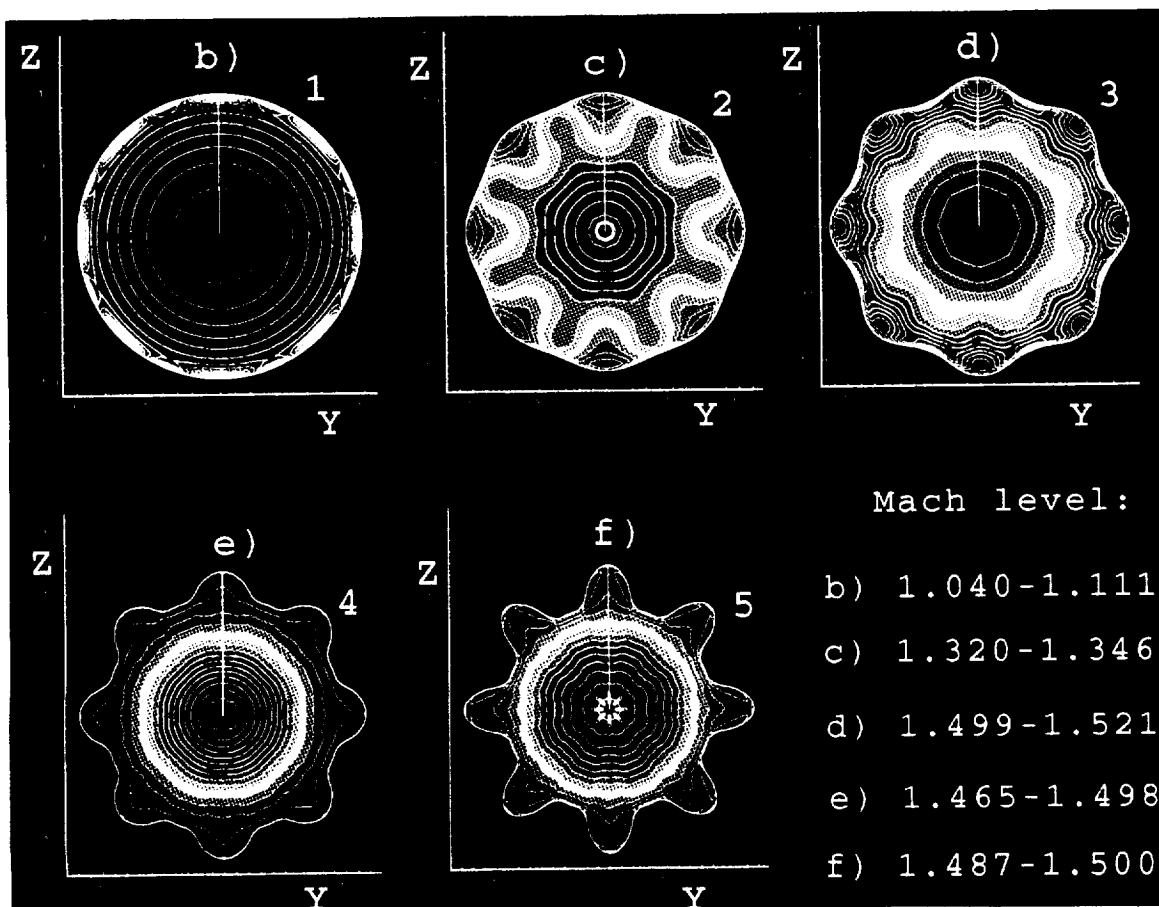 b)
Z
1
Y
c)
Z
2
Y
d)
Z
3
Y
e)
Z
4
Y
f)
Z
5
Y
Mach level:
b) 1.040-1.111
c) 1.320-1.346
d) 1.499-1.521
e) 1.465-1.498
f) 1.487-1.500